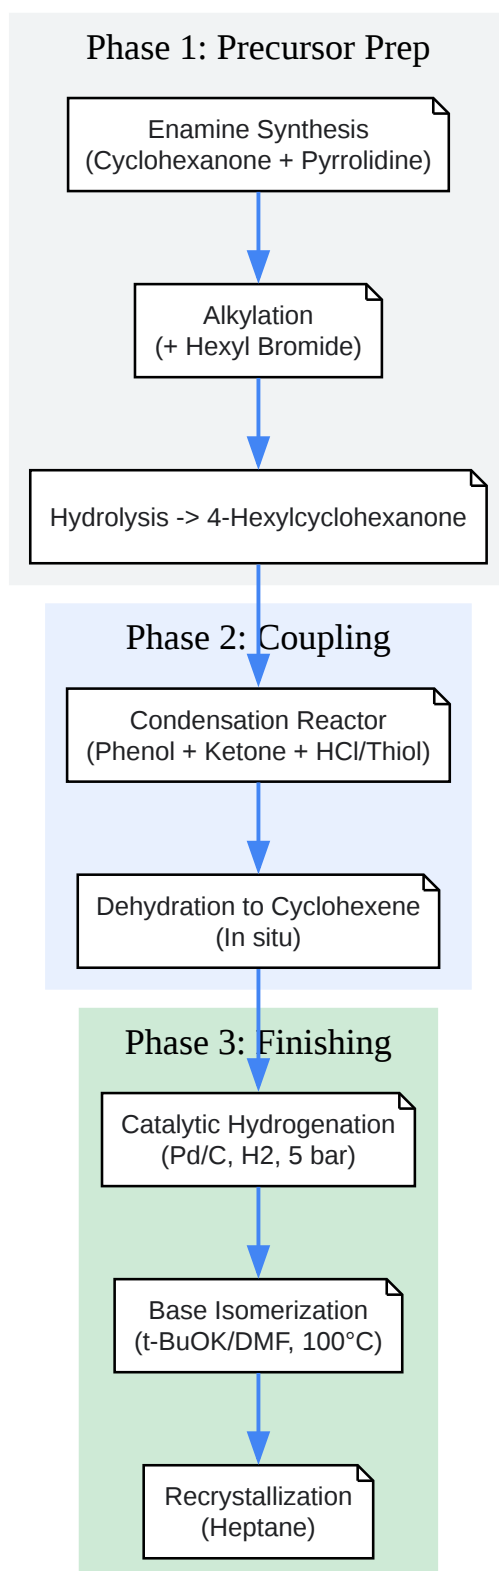 Phase 1: Precursor Prep
Enamine Synthesis
(Cyclohexanone + Pyrrolidine)
Alkylation
(+ Hexyl Bromide)
Hydrolysis -> 4-Hexylcyclohexanone
Phase 2: Coupling
Condensation Reactor
(Phenol + Ketone + HCl/Thiol)
Dehydration to Cyclohexene
(In situ)
Phase 3: Finishing
Catalytic Hydrogenation
(Pd/C, H2, 5 bar)
Base Isomerization
(t-BuOK/DMF, 100°C)
Recrystallization
(Heptane)